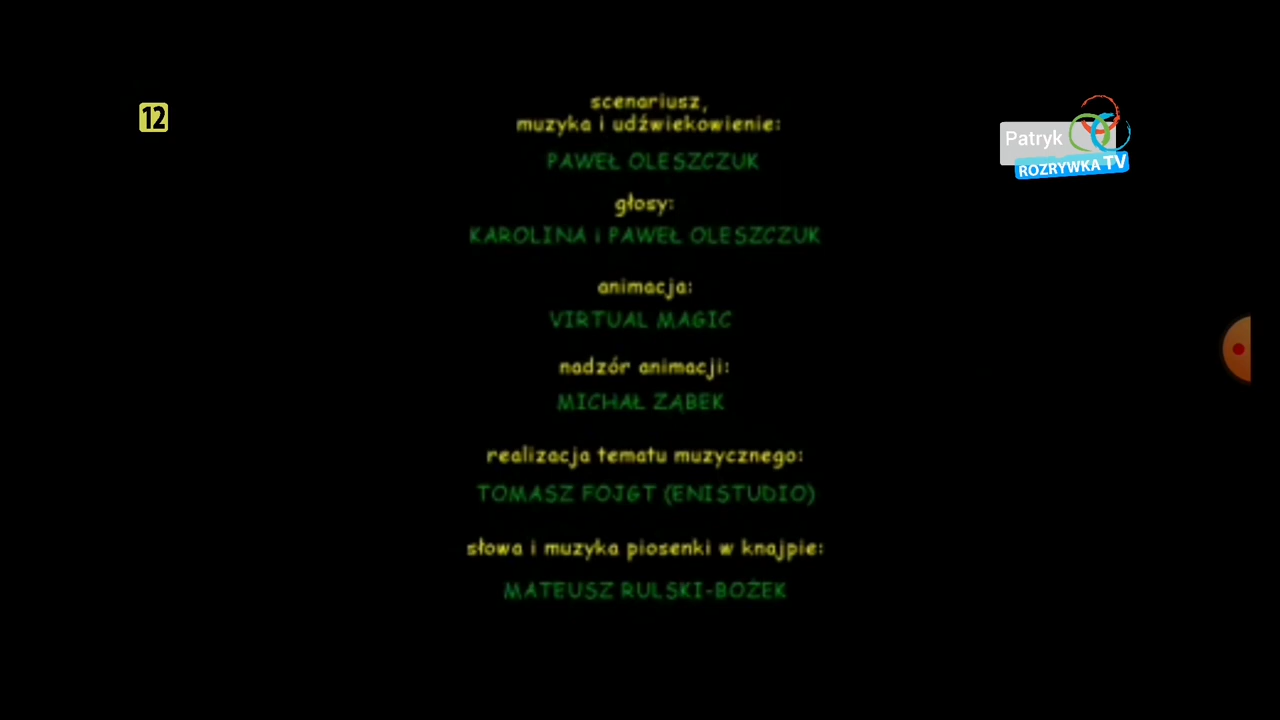 12
Patryk
ROZRYWKA TV
scenariusz,
muzyka i udźwiekowienie:
PAWEŁ OLESZCZUK
głosy:
KAROLINA i PAWEŁ OLESZCZUK
animacja:
VIRTUAL MAGIC
nadzór animacji:
MICHAŁ ZĄBEK
realizacja tematu muzycznego:
TOMASZ FOJGT (ENISTUDIO)
słowa i muzyka piosenki w knajpie:
MATEUSZ RULSKI-BOŻEK